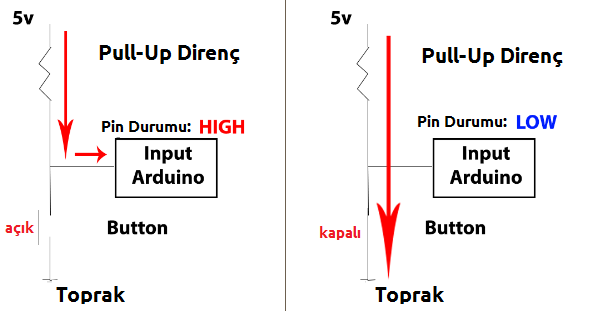 5v
Pull-Up Direnç
Pin Durumu: HIGH
Input
Arduino
açık
Button
Toprak
5v
Pull-Up Direnç
Pin Durumu: LOW
Input
Arduino
kapalı
Button
Toprak